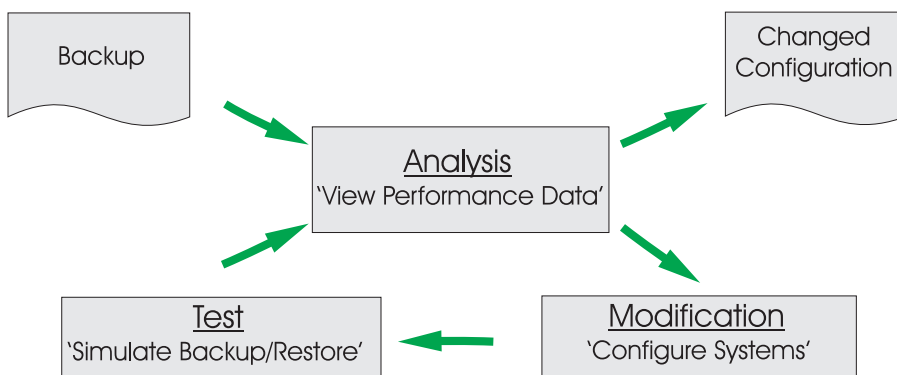 Backup
Changed
Configuration
Analysis
'View Performance Data'
Test
'Simulate Backup/Restore'
Modification
'Configure Systems'